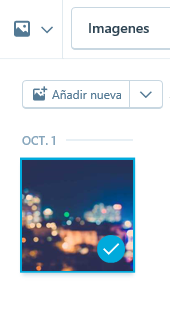 Imagenes
Añadir nueva
OCT. 1